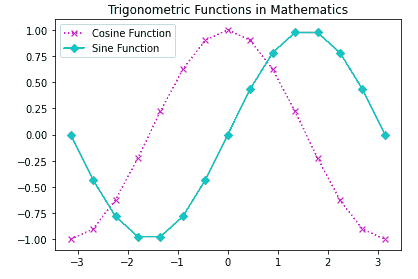 Trigonometric Functions in Mathematics
Cosine Function
Sine Function
1.00
0.75
0.50
0.25
0.00
−0.25
−0.50
−0.75
−1.00
−3 −2 −1 0 1 2 3